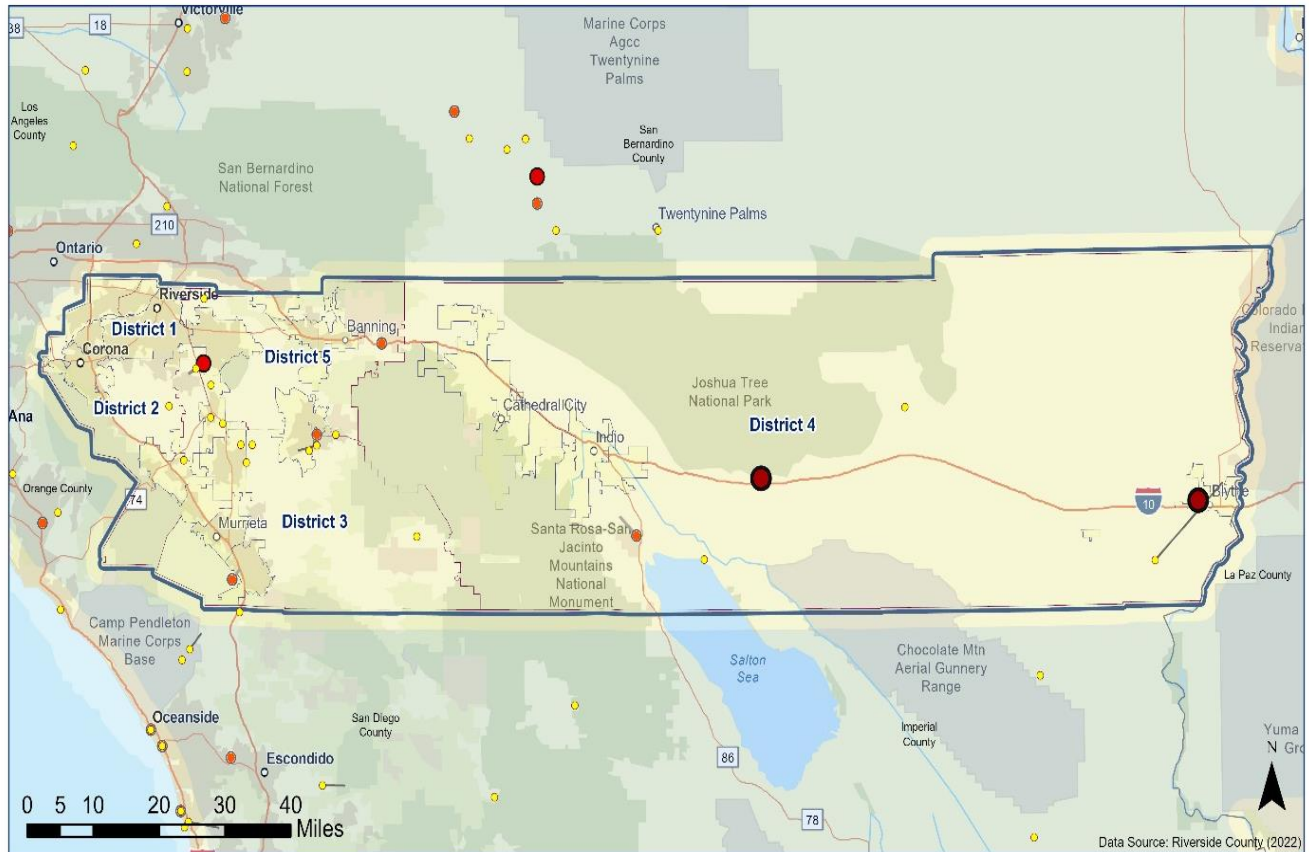 Victorville
18
Marine Corps
Agcc
Twentynine
Palms
Los
Angeles
County
San
Bernardino
County
San Bernardino
National Forest
210
Twentynine Palms
Ontario
Riverside
District 1
Banning
District 5
Corona
Joshua Tree
National Park
District 2
Cathedral City
District 4
Ana
Indio
Orange County
74
10
Blythe
District 3
Murrieta
Santa Rosa-San
Jacinto
Mountains
National
Monument
La Paz County
Camp Pendleton
Marine Corps
Base
Chocolate Mtn
Aerial Gunnery
Range
Salton
Sea
Oceanside
San Diego
County
Imperial
County
Yuma
N
Escondido
86
0 5 10 20 30 40
Miles
78
Data Source: Riverside County (2022)